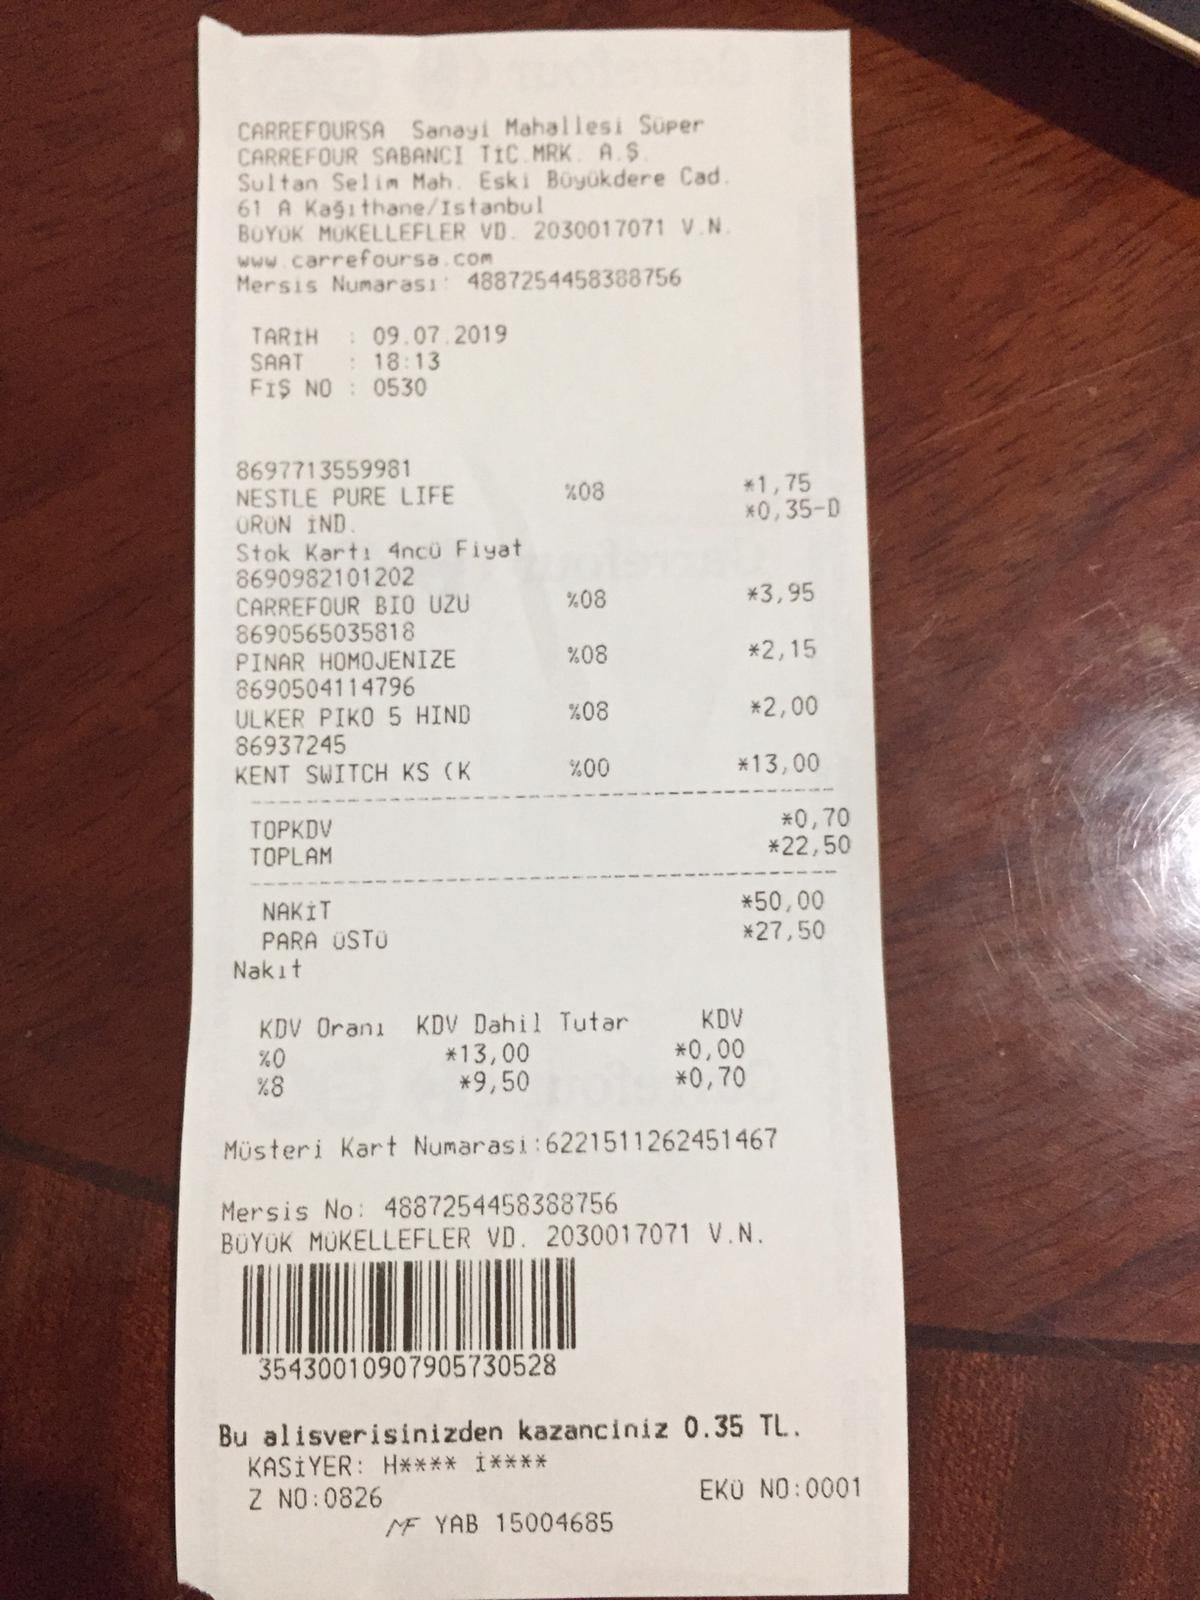 CARREFOURSA Sanayi Mahallesi Süper
CARREFOUR SABANCI TİC.MRK. A.Ş.
Sultan Selim Mah. Eski Büyükdere Cad.
61 A Kağıthane/Istanbul
BÜYÜK MÜKELLEFLER VD. 2030017071 V.N.
www.carrefoursa.com
Mersis Numarası: 4887254458388756
TARİH : 09.07.2019
SAAT : 18:13
FİŞ NO : 0530
8697713559981
NESTLE PURE LIFE %08 *1,75
ÜRÜN İND. *0,35-D
Stok Kartı 4ncü Fiyat
8690982101202
CARREFOUR BIO UZU %08 *3,95
8690565035818
PINAR HOMOJENIZE %08 *2,15
8690504114796
ULKER PIKO 5 HIND %08 *2,00
86937245
KENT SWITCH KS (K %00 *13,00
TOPKDV *0,70
TOPLAM *22,50
NAKİT *50,00
PARA ÜSTÜ *27,50
Nakıt
KDV Oranı KDV Dahil Tutar KDV
%0 *13,00 *0,00
%8 *9,50 *0,70
Müsteri Kart Numarasi:6221511262451467
Mersis No: 4887254458388756
BÜYÜK MÜKELLEFLER VD. 2030017071 V.N.
35430010907905730528
Bu alisverisinizden kazanciniz 0.35 TL.
KASİYER: H**** İ****
Z NO:0826 EKÜ NO:0001
MF YAB 15004685